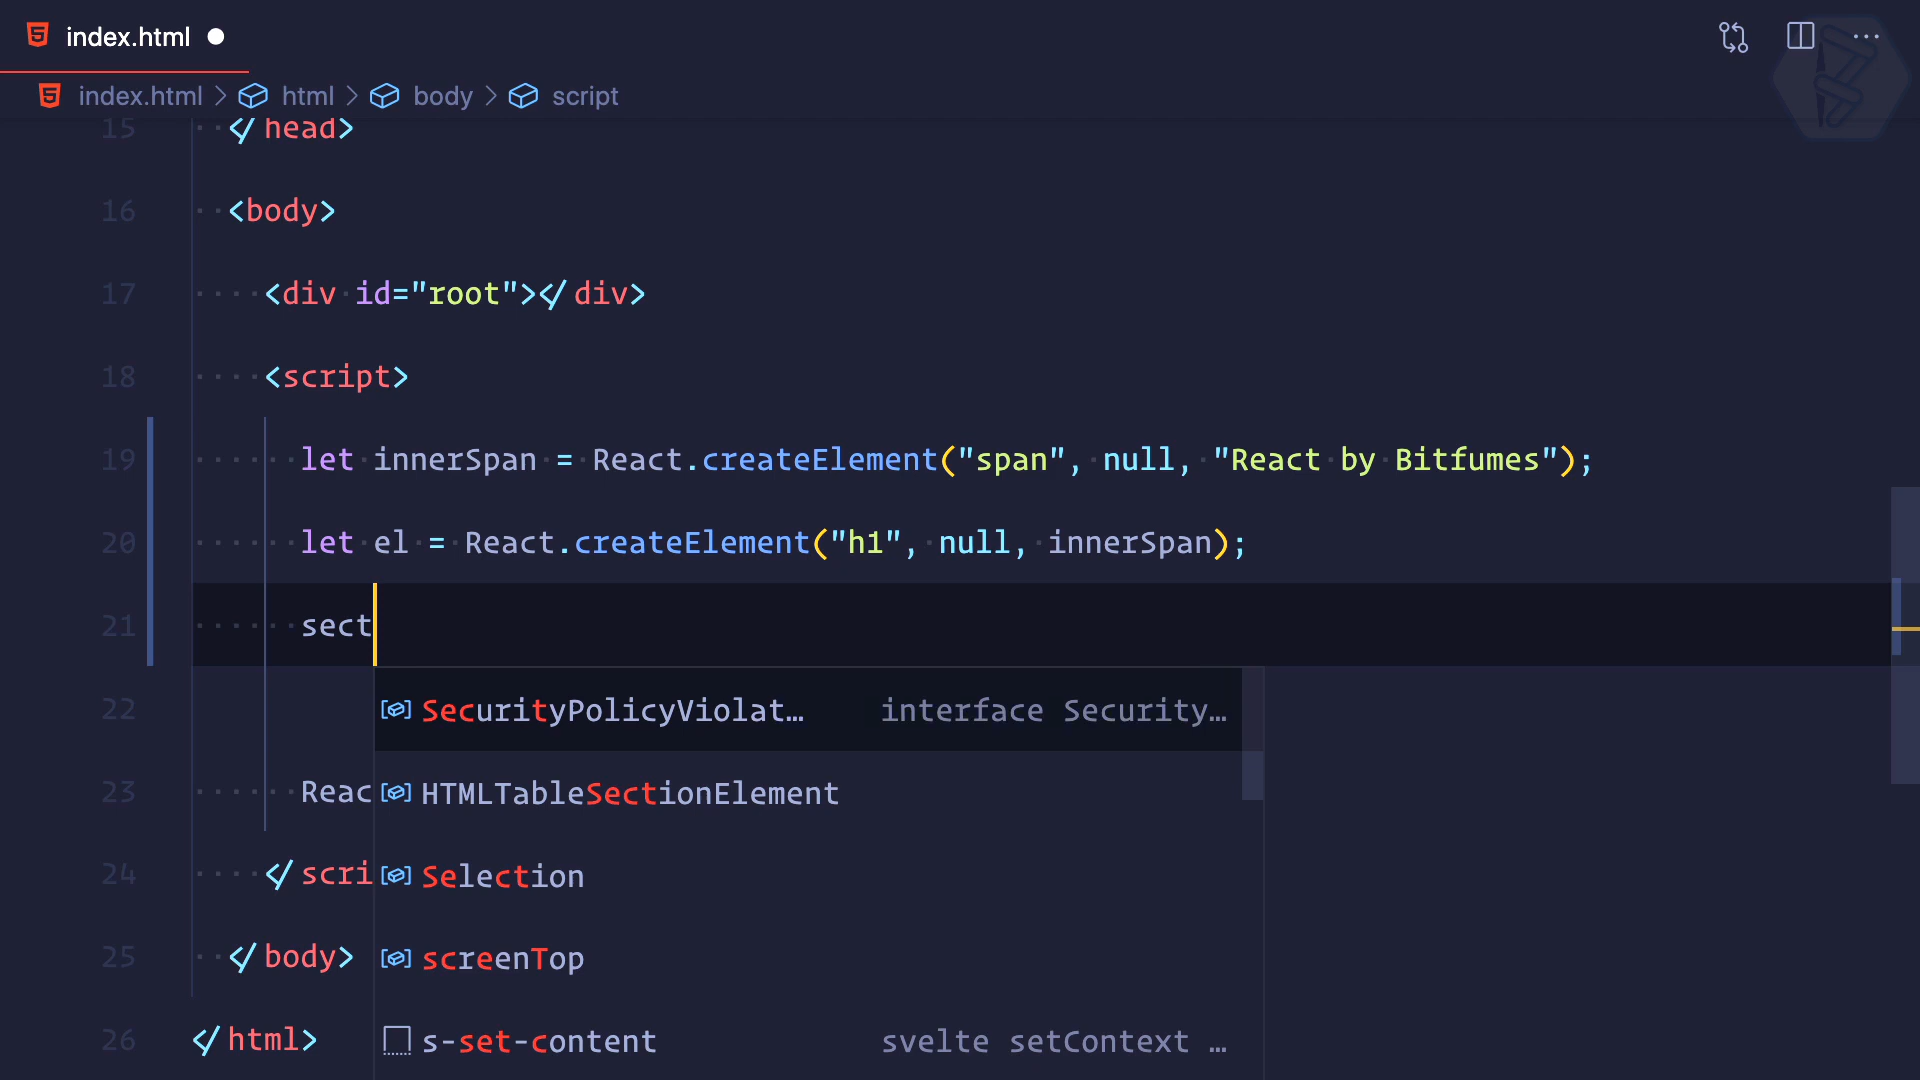 index.html
index.html > html > body > script
15 </head>
16 <body>
17 <div id="root"></div>
18 <script>
19 let innerSpan = React.createElement("span", null, "React by Bitfumes");
20 let el = React.createElement("h1", null, innerSpan);
21 sect
22 SecurityPolicyViolat… interface Security…
23 Reac HTMLTableSectionElement
24 </scri Selection
25 </body> screenTop
26 </html> s-set-content svelte setContext …